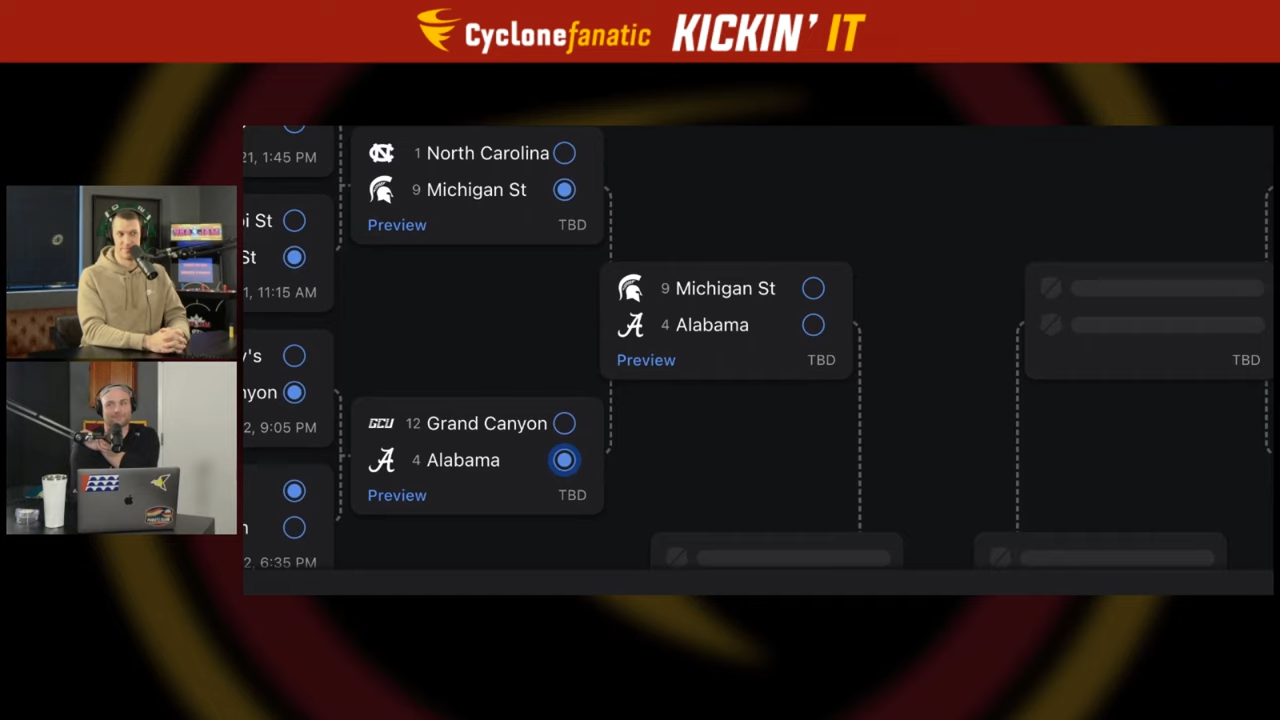 Cyclonefanatic KICKIN' IT
21, 1:45 PM
1 North Carolina
9 Michigan St
Preview TBD
i St
St
1, 11:15 AM
9 Michigan St
4 Alabama
Preview TBD
TBD
y's
nyon
2, 9:05 PM
GCU 12 Grand Canyon
4 Alabama
Preview TBD
2, 6:35 PM